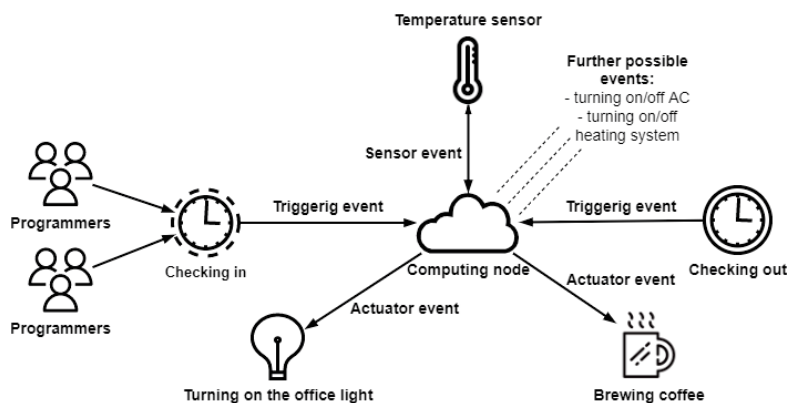 Temperature sensor
Further possible
events:
- turning on/off AC
- turning on/off
heating system
Sensor event
Programmers
Triggerig event
Triggerig event
Checking in
Computing node
Checking out
Programmers
Actuator event
Actuator event
Turning on the office light
Brewing coffee